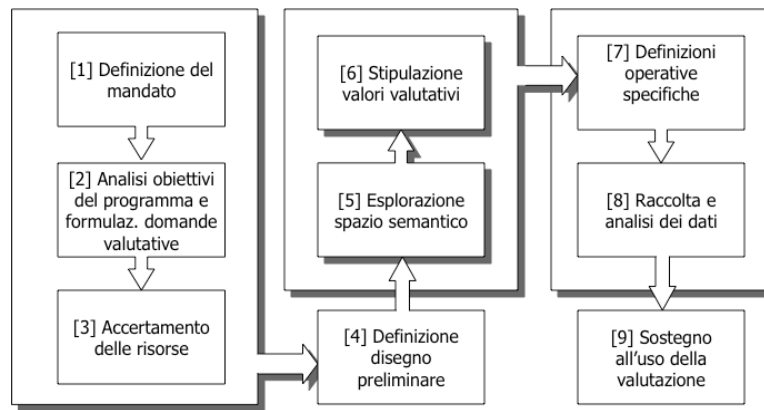 [1] Definizione del
mandato
[2] Analisi obiettivi
del programma e
formulaz. domande
valutative
[3] Accertamento
delle risorse
[4] Definizione
disegno
preliminare
[5] Esplorazione
spazio semantico
[6] Stipulazione
valori valutativi
[7] Definizioni
operative
specifiche
[8] Raccolta e
analisi dei dati
[9] Sostegno
all'uso della
valutazione